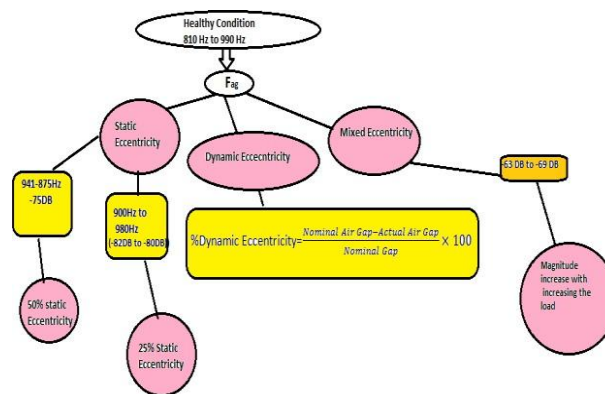 Healthy Condition
810 Hz to 990 Hz
Fag
Static
Eccentricity
Dynamic Eccecntricity
Mixed Eccentricity
941-875Hz
-75DB
900Hz to
980Hz
(-82DB to -80DB)
%Dynamic Eccentricity= Nominal Air Gap−Actual Air Gap / Nominal Gap × 100
-63 DB to -69 DB
50% static
Eccentricity
25% Static
Eccentricity
Magnitude
increase with
increasing the
load